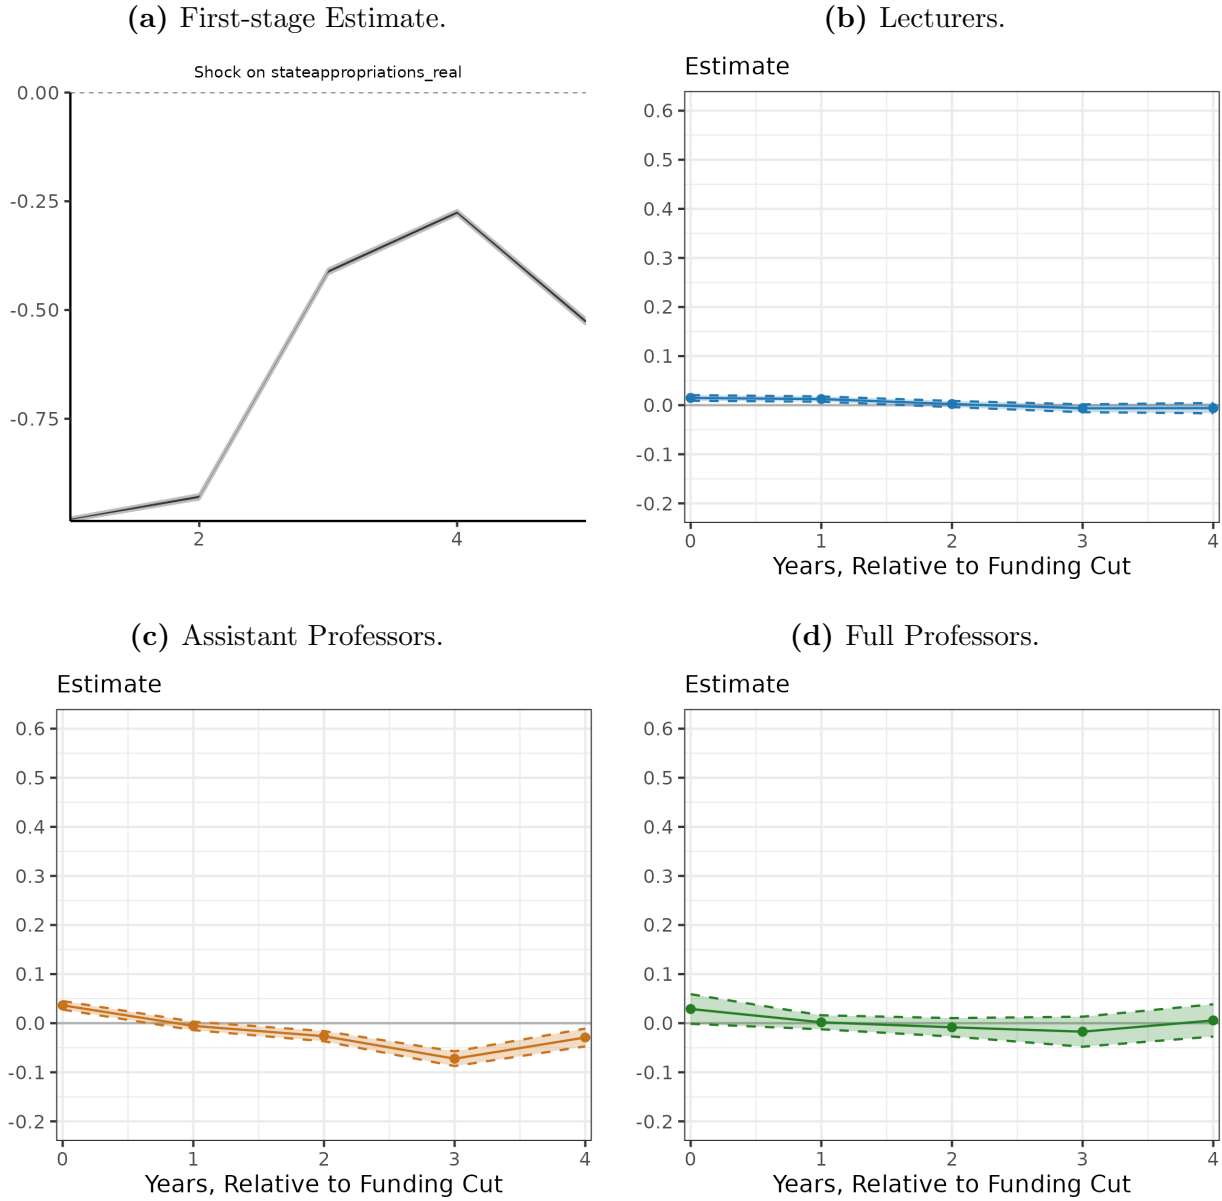 (a) First-stage Estimate.
Shock on stateappropriations_real
0.00
-0.25
-0.50
-0.75
2 4
(b) Lecturers.
Estimate
0.6
0.5
0.4
0.3
0.2
0.1
0.0
-0.1
-0.2
0 1 2 3 4
Years, Relative to Funding Cut
(c) Assistant Professors.
Estimate
0.6
0.5
0.4
0.3
0.2
0.1
0.0
-0.1
-0.2
0 1 2 3 4
Years, Relative to Funding Cut
(d) Full Professors.
Estimate
0.6
0.5
0.4
0.3
0.2
0.1
0.0
-0.1
-0.2
0 1 2 3 4
Years, Relative to Funding Cut